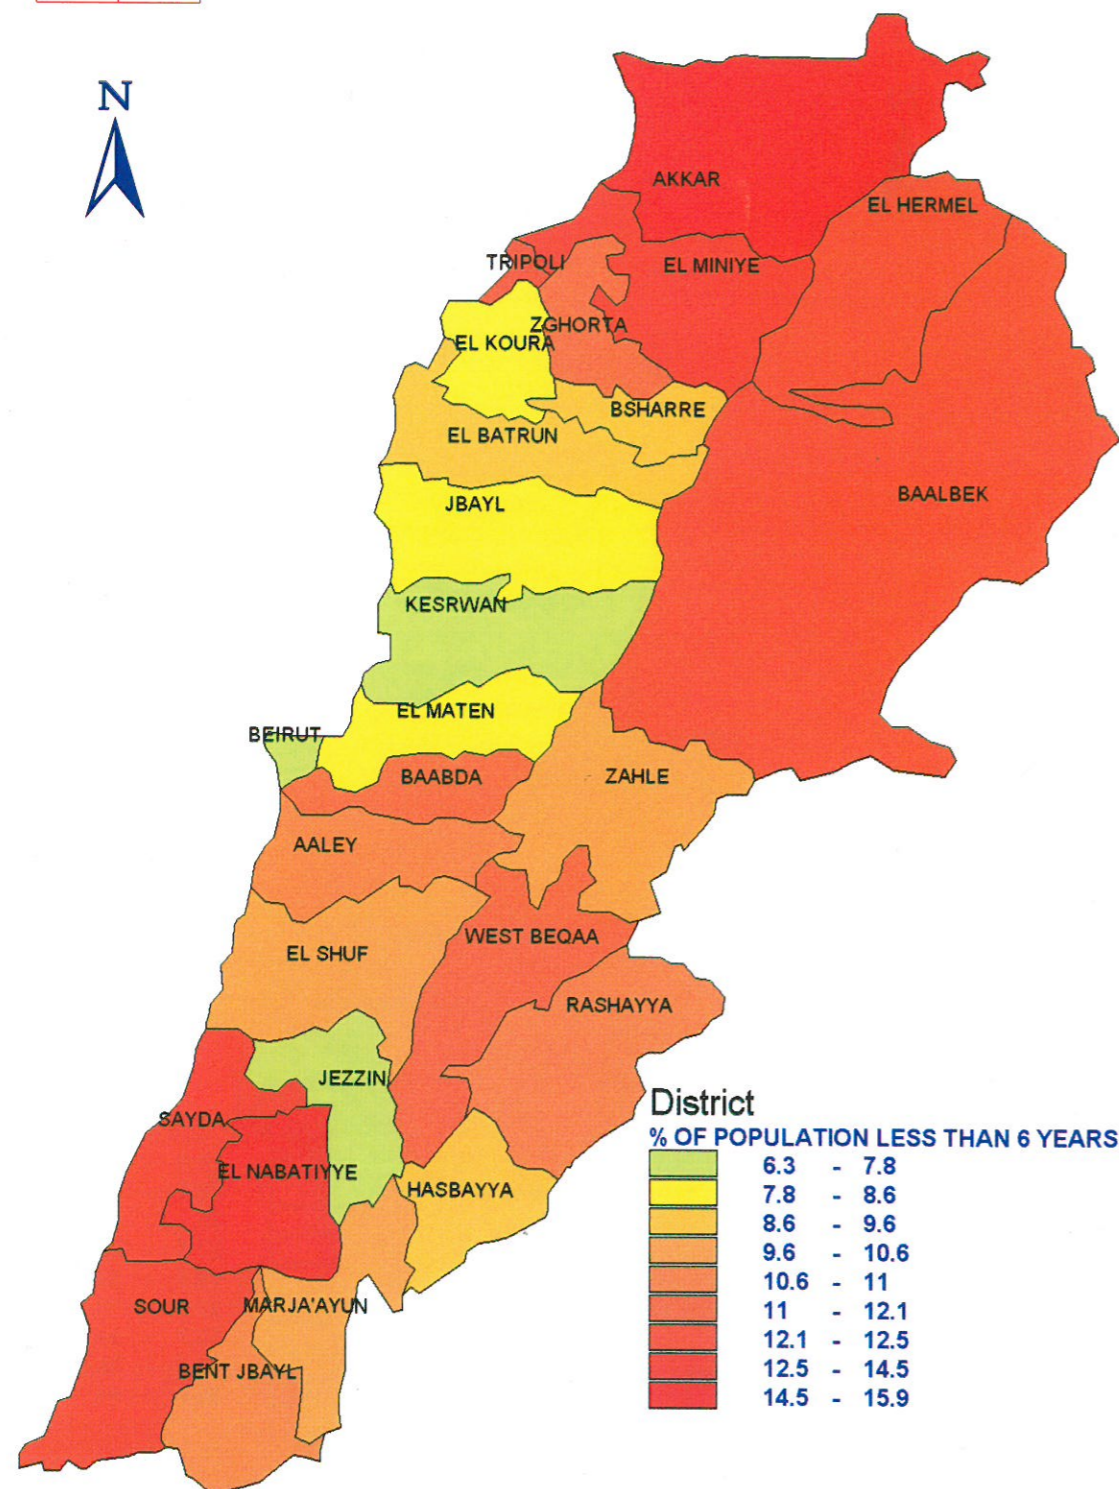 N
AKKAR
EL HERMEL
TRIPOLI
EL MINIYE
ZGHORTA
EL KOURA
BSHARRE
EL BATRUN
BAALBEK
JBAYL
KESRWAN
EL MATEN
BEIRUT
BAABDA
ZAHLE
AALEY
WEST BEQAA
EL SHUF
RASHAYYA
JEZZIN
SAYDA
EL NABATIYYE
HASBAYYA
SOUR
MARJA'AYUN
BENT JBAYL
District
% OF POPULATION LESS THAN 6 YEARS
6.3 - 7.8
7.8 - 8.6
8.6 - 9.6
9.6 - 10.6
10.6 - 11
11 - 12.1
12.1 - 12.5
12.5 - 14.5
14.5 - 15.9